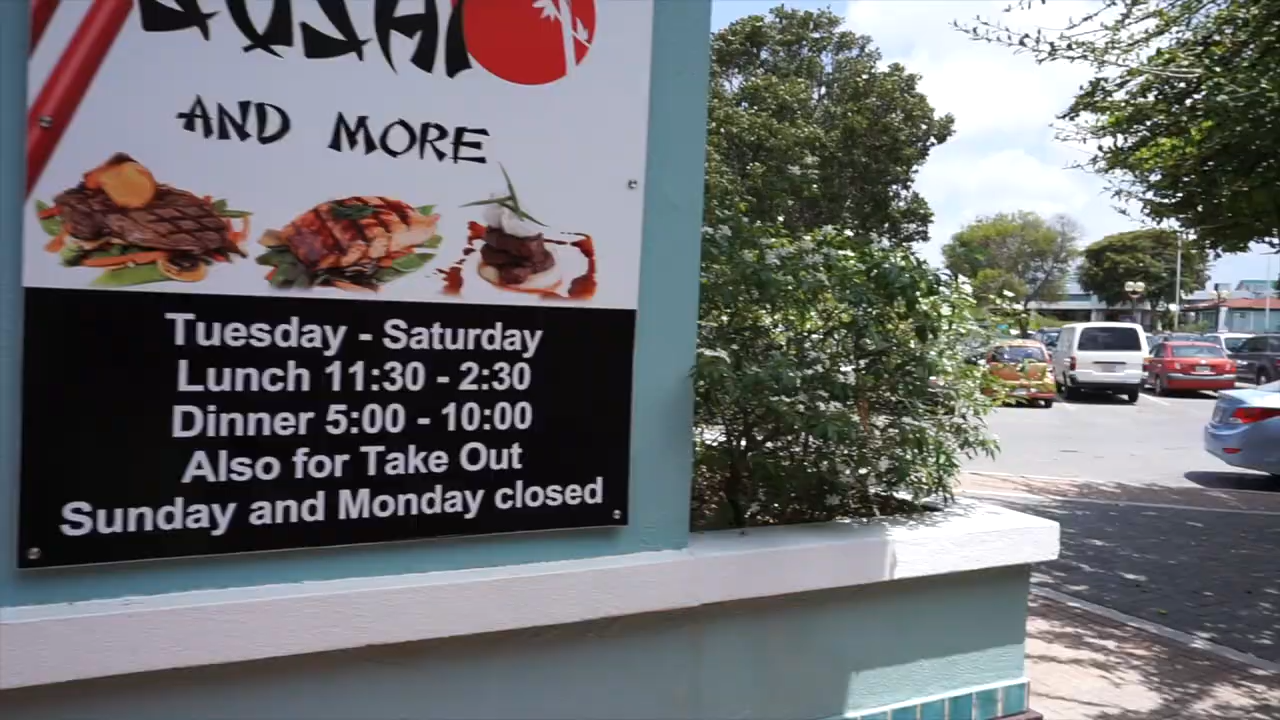 SUSHI
AND MORE
Tuesday - Saturday
Lunch 11:30 - 2:30
Dinner 5:00 - 10:00
Also for Take Out
Sunday and Monday closed